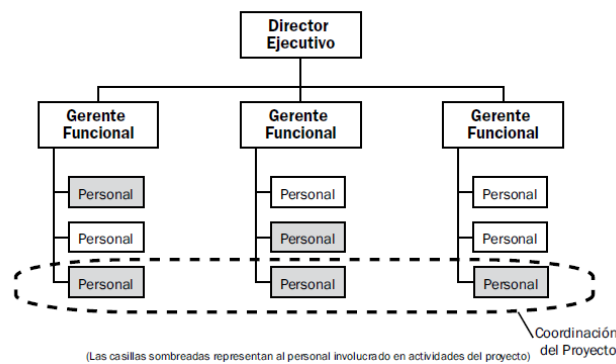 Director
Ejecutivo
Gerente
Funcional
Gerente
Funcional
Gerente
Funcional
Personal
Personal
Personal
Personal
Personal
Personal
Personal
Personal
Personal
Coordinación
del Proyecto
(Las casillas sombreadas representan al personal involucrado en actividades del proyecto)